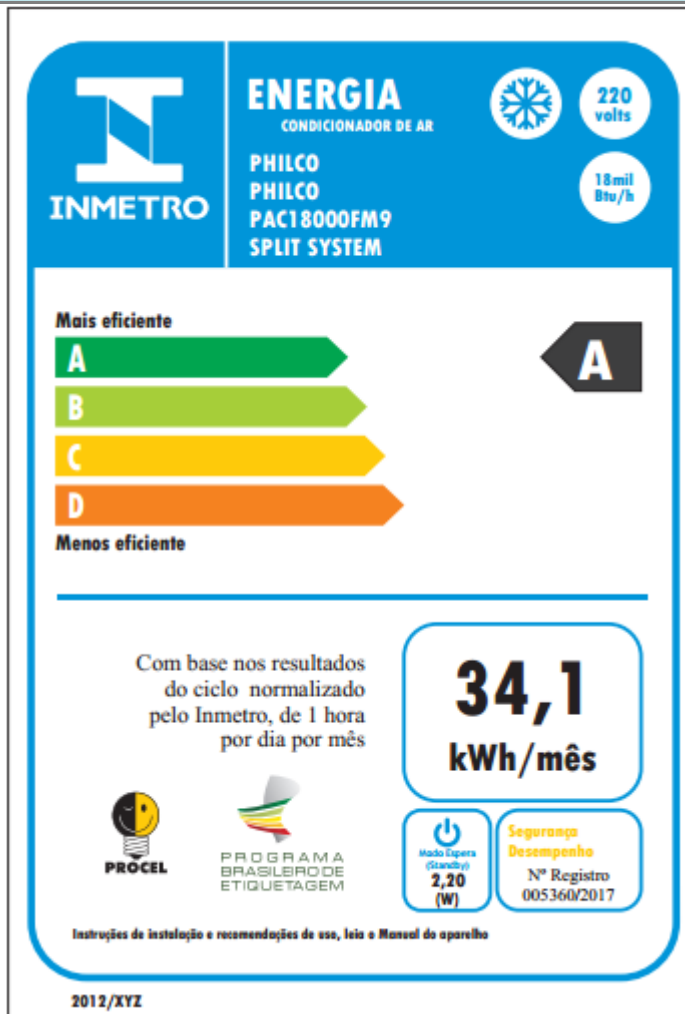 INMETRO
ENERGIA
CONDICIONADOR DE AR
220
volts
18mil
Btu/h
PHILCO
PHILCO
PAC18000FM9
SPLIT SYSTEM
Mais eficiente
A
A
B
C
D
Menos eficiente
Com base nos resultados
do ciclo normalizado
pelo Inmetro, de 1 hora
por dia por mês
34,1
kWh/mês
PROCEL
PROGRAMA
BRASILEIRO DE
ETIQUETAGEM
Modo Espera
(Standby)
2,20
(W)
Segurança
Desempenho
Nº Registro
005360/2017
Instruções de instalação e recomendações de uso, leia o Manual do aparelho
2012/XYZ